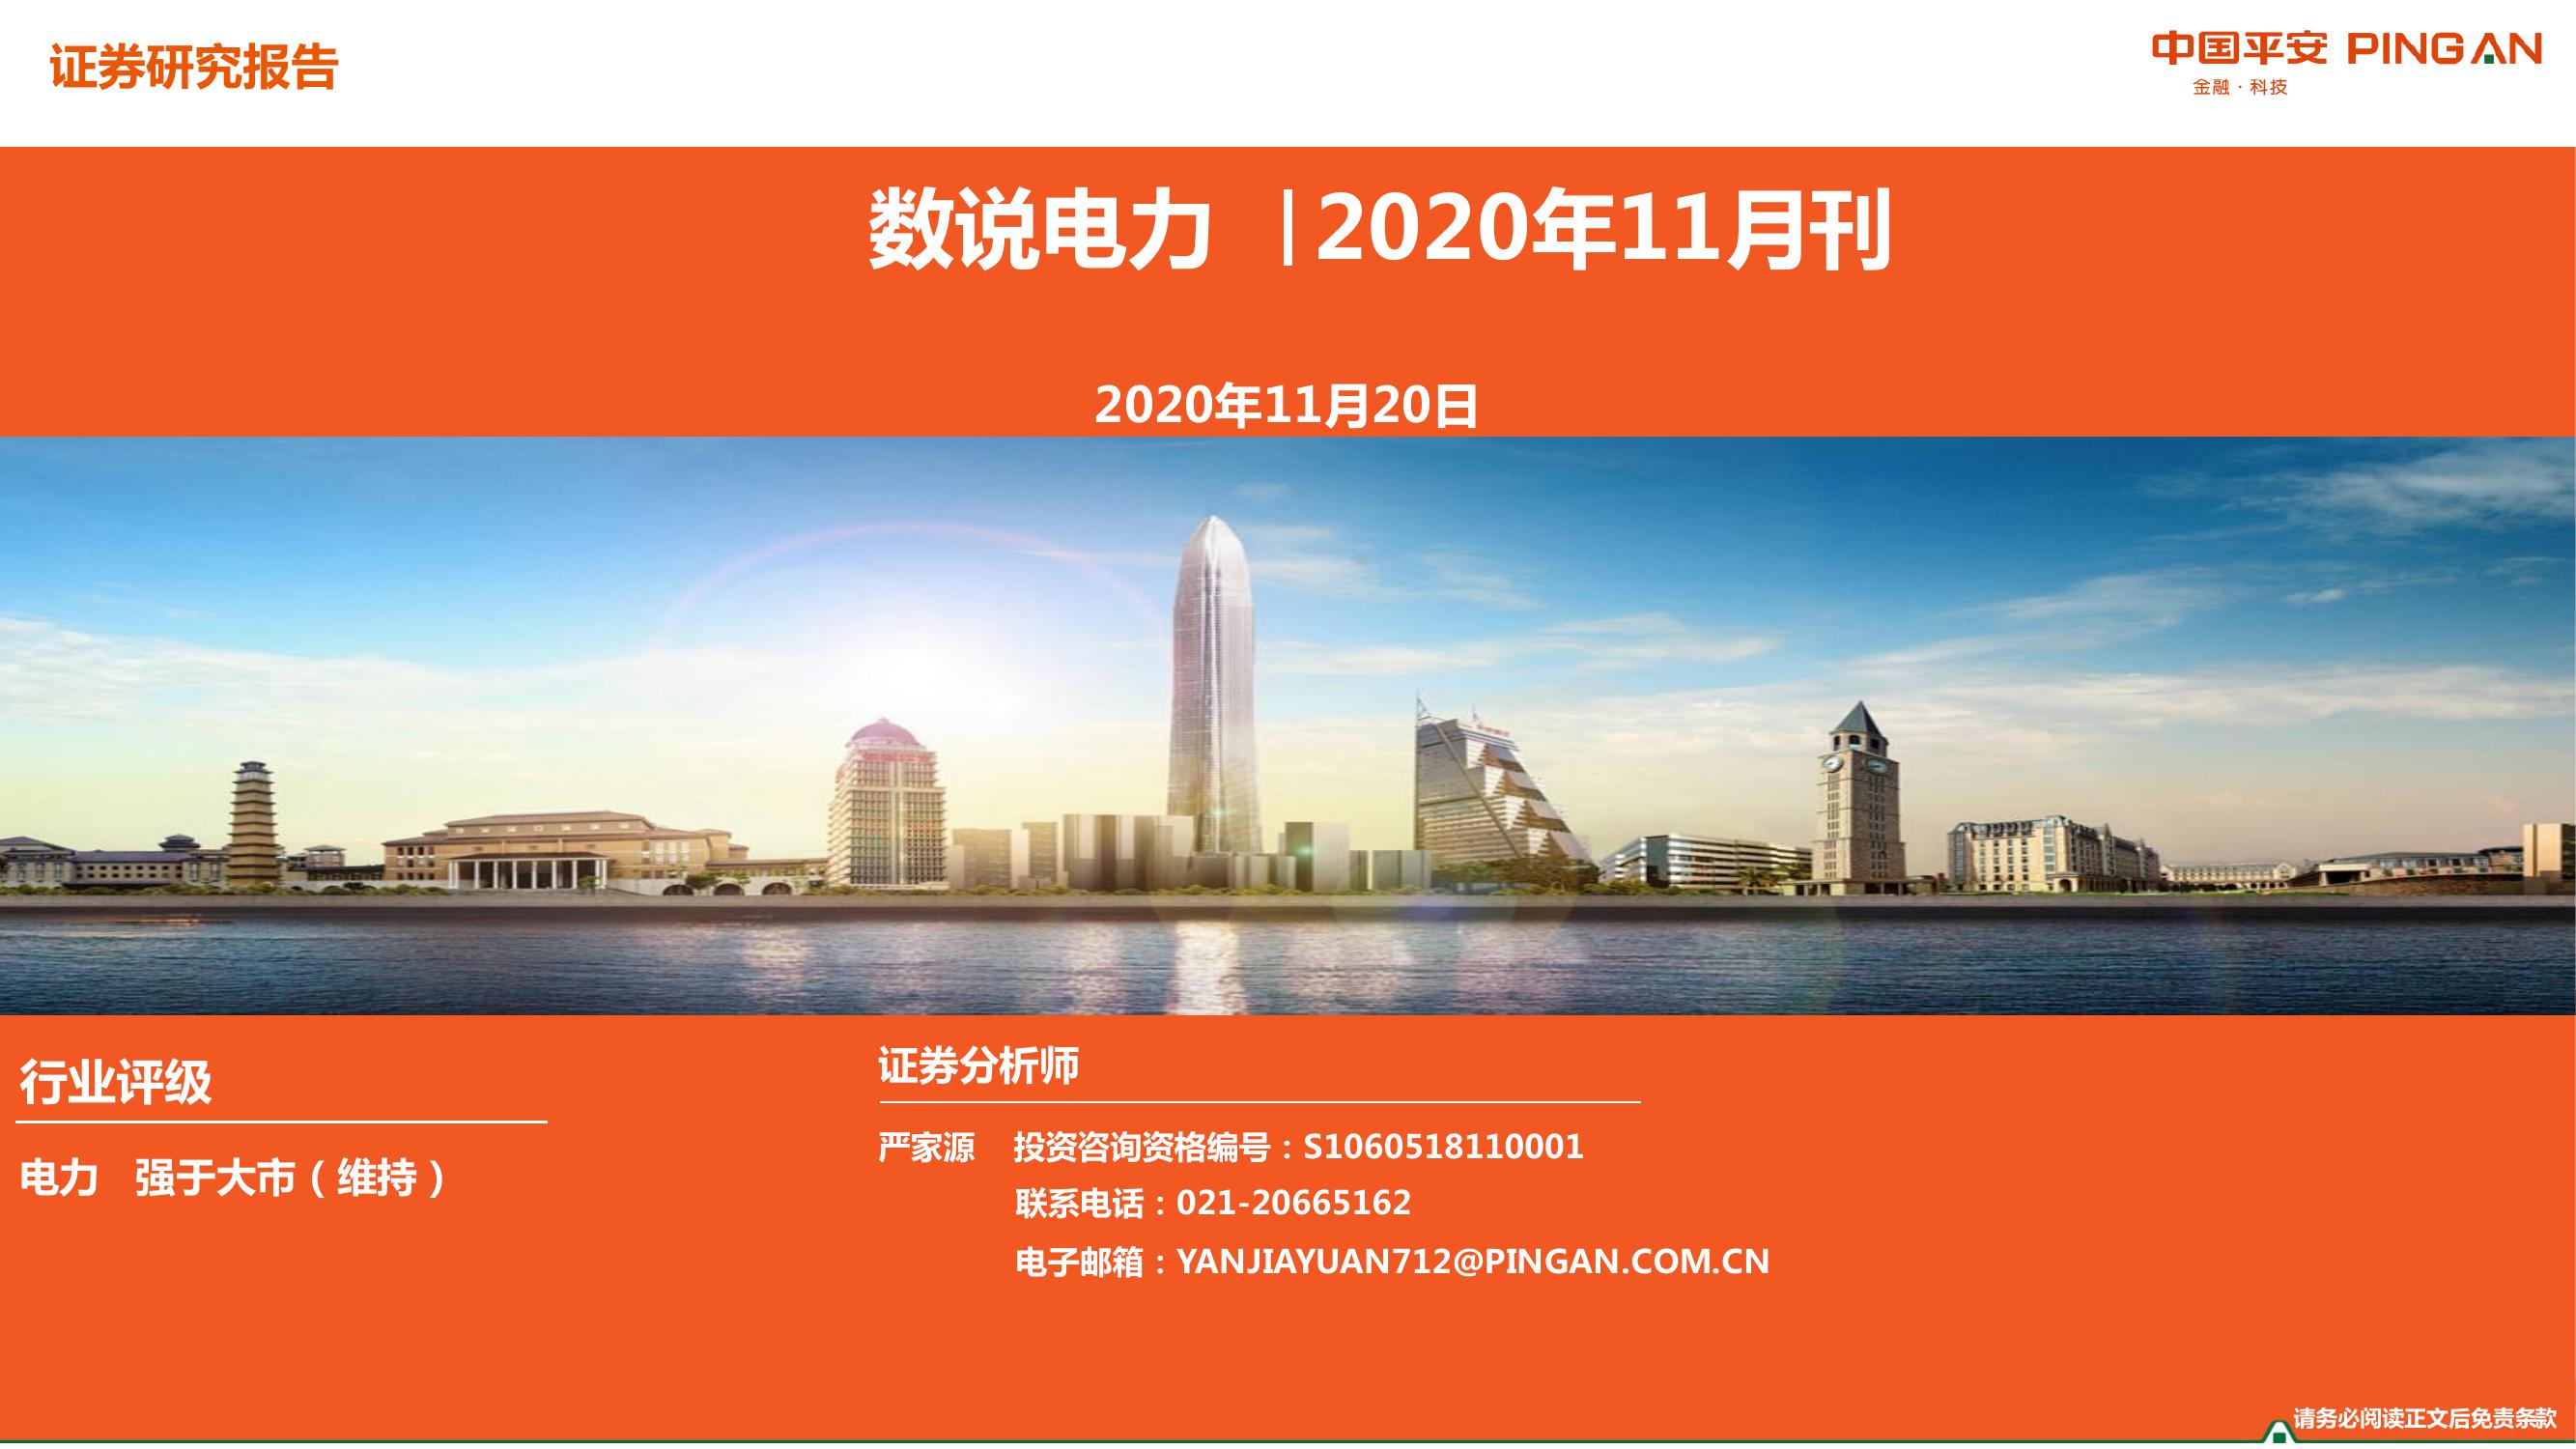 证券研究报告
中国平安 PINGAN
金融·科技
数说电力 |2020年11月刊
2020年11月20日
行业评级
电力 强于大市（维持）
证券分析师
严家源 投资咨询资格编号：S1060518110001
联系电话：021-20665162
电子邮箱：YANJIAYUAN712@PINGAN.COM.CN
请务必阅读正文后免责条款